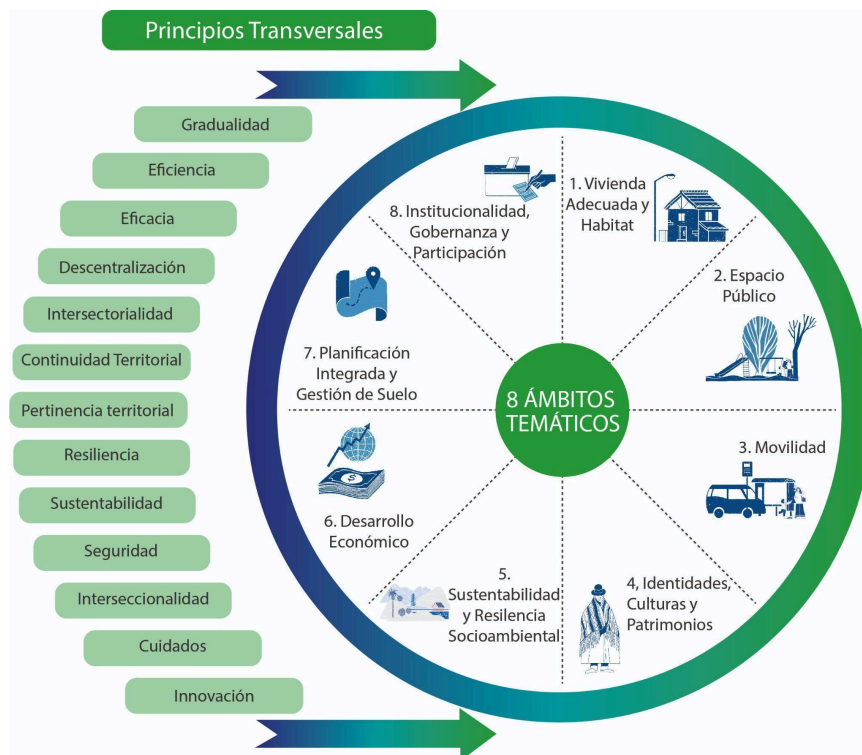 Principios Transversales
Gradualidad
Eficiencia
Eficacia
Descentralización
Intersectorialidad
Continuidad Territorial
Pertinencia territorial
Resiliencia
Sustentabilidad
Seguridad
Interseccionalidad
Cuidados
Innovación
8 ÁMBITOS
TEMÁTICOS
1. Vivienda
Adecuada y
Habitat
2. Espacio
Público
3. Movilidad
4, Identidades,
Culturas y
Patrimonios
5.
Sustentabilidad
y Resilencia
Socioambiental
6. Desarrollo
Económico
$
7. Planificación
Integrada y
Gestión de Suelo
8. Institucionalidad,
Gobernanza y
Participación